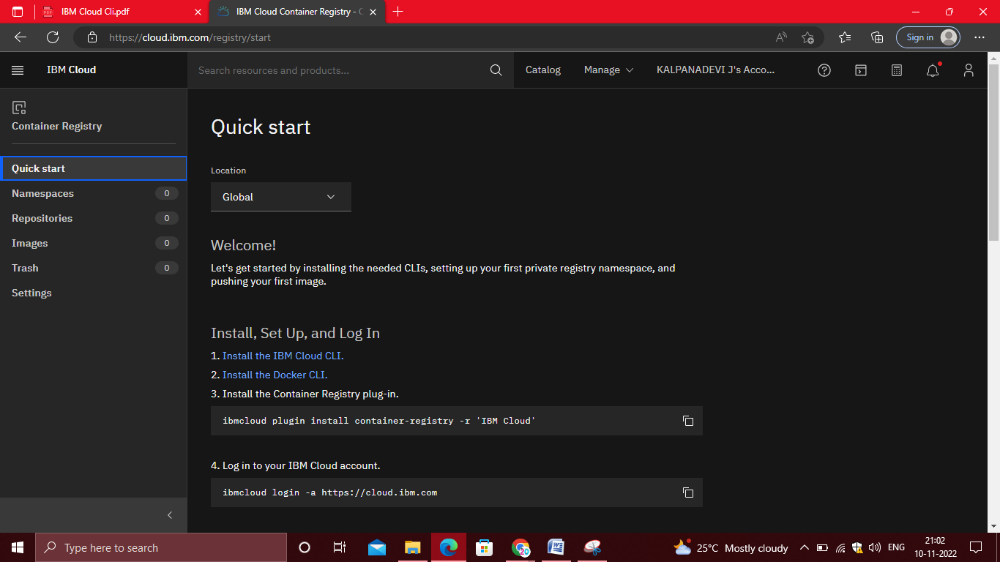 IBM Cloud Cli.pdf
IBM Cloud Container Registry - C
https://cloud.ibm.com/registry/start
Sign in
IBM Cloud
Search resources and products...
Catalog
Manage
KALPANADEVI J's Acco...
Container Registry
Quick start
Namespaces 0
Repositories 0
Images 0
Trash 0
Settings
Quick start
Location
Global
Welcome!
Let's get started by installing the needed CLIs, setting up your first private registry namespace, and
pushing your first image.
Install, Set Up, and Log In
1. Install the IBM Cloud CLI.
2. Install the Docker CLI.
3. Install the Container Registry plug-in.
ibmcloud plugin install container-registry -r 'IBM Cloud'
4. Log in to your IBM Cloud account.
ibmcloud login -a https://cloud.ibm.com
Type here to search
20
25°C Mostly cloudy
ENG
21:02
10-11-2022